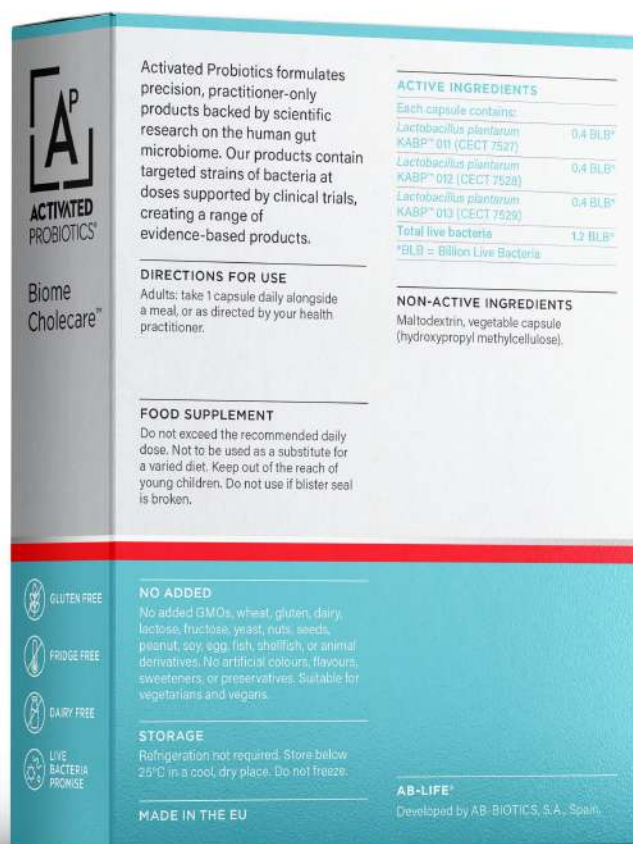 AP
ACTIVATED
PROBIOTICS®
Biome
Cholecare™
GLUTEN FREE
FRIDGE FREE
DAIRY FREE
LIVE
BACTERIA
PROMISE
Activated Probiotics formulates
precision, practitioner-only
products backed by scientific
research on the human gut
microbiome. Our products contain
targeted strains of bacteria at
doses supported by clinical trials,
creating a range of
evidence-based products.
DIRECTIONS FOR USE
Adults: take 1 capsule daily alongside
a meal, or as directed by your health
practitioner.
FOOD SUPPLEMENT
Do not exceed the recommended daily
dose. Not to be used as a substitute for
a varied diet. Keep out of the reach of
young children. Do not use if blister seal
is broken.
NO ADDED
No added GMOs, wheat, gluten, dairy,
lactose, fructose, yeast, nuts, seeds,
peanut, soy, egg, fish, shellfish, or animal
derivatives. No artificial colours, flavours,
sweeteners, or preservatives. Suitable for
vegetarians and vegans.
STORAGE
Refrigeration not required. Store below
25°C in a cool, dry place. Do not freeze.
MADE IN THE EU
ACTIVE INGREDIENTS
Each capsule contains:
Lactobacillus plantarum
KABP™ 011 (CECT 7527) 0.4 BLB*
Lactobacillus plantarum
KABP™ 012 (CECT 7528) 0.4 BLB*
Lactobacillus plantarum
KABP™ 013 (CECT 7529) 0.4 BLB*
Total live bacteria 1.2 BLB*
*BLB = Billion Live Bacteria
NON-ACTIVE INGREDIENTS
Maltodextrin, vegetable capsule
(hydroxypropyl methylcellulose).
AB-LIFE®
Developed by AB-BIOTICS, S.A., Spain.